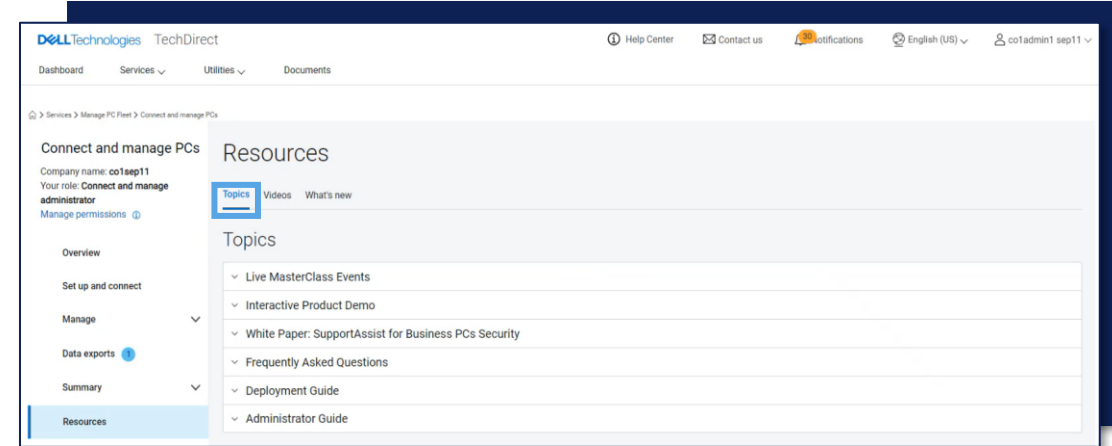 DELLTechnologies TechDirect
Help Center
Contact us
30
Notifications
English (US)
co1admin1 sep11
Dashboard
Services
Utilities
Documents
> Services > Manage PC Fleet > Connect and manage PCs
Connect and manage PCs
Company name: co1sep11
Your role: Connect and manage
administrator
Manage permissions
Overview
Set up and connect
Manage
Data exports 1
Summary
Resources
Resources
Topics
Videos
What's new
Topics
Live MasterClass Events
Interactive Product Demo
White Paper: SupportAssist for Business PCs Security
Frequently Asked Questions
Deployment Guide
Administrator Guide